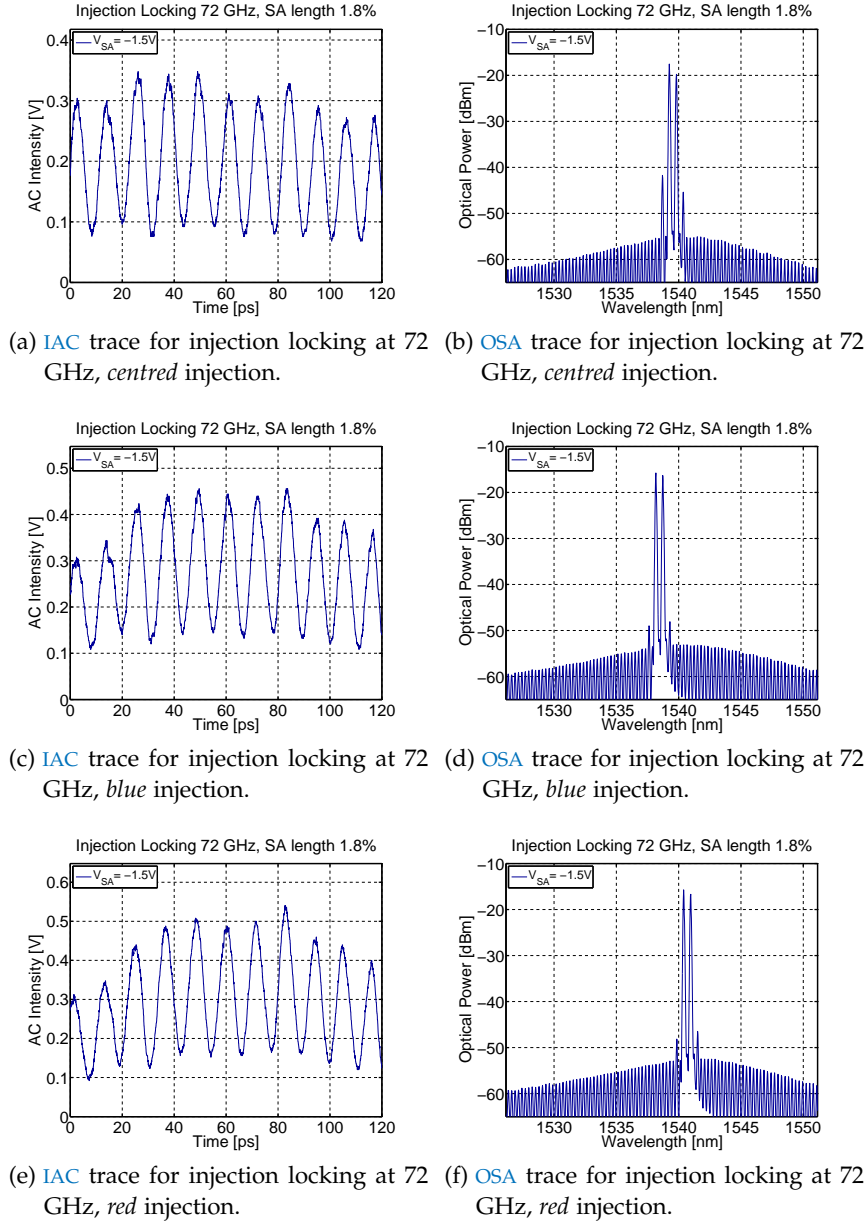 Injection Locking 72 GHz, SA length 1.8%
V_SA = −1.5V
0.4
0.3
0.2
0.1
0
AC Intensity [V]
0 20 40 60 80 100 120
Time [ps]
Injection Locking 72 GHz, SA length 1.8%
V_SA = −1.5V
−10
−20
−30
−40
−50
−60
Optical Power [dBm]
1530 1535 1540 1545 1550
Wavelength [nm]
(a) IAC trace for injection locking at 72
GHz, centred injection.
(b) OSA trace for injection locking at 72
GHz, centred injection.
Injection Locking 72 GHz, SA length 1.8%
V_SA = −1.5V
0.5
0.4
0.3
0.2
0.1
0
AC Intensity [V]
0 20 40 60 80 100 120
Time [ps]
Injection Locking 72 GHz, SA length 1.8%
V_SA = −1.5V
−10
−20
−30
−40
−50
−60
Optical Power [dBm]
1530 1535 1540 1545 1550
Wavelength [nm]
(c) IAC trace for injection locking at 72
GHz, blue injection.
(d) OSA trace for injection locking at 72
GHz, blue injection.
Injection Locking 72 GHz, SA length 1.8%
V_SA = −1.5V
0.6
0.5
0.4
0.3
0.2
0.1
0
AC Intensity [V]
0 20 40 60 80 100 120
Time [ps]
Injection Locking 72 GHz, SA length 1.8%
V_SA = −1.5V
−10
−20
−30
−40
−50
−60
Optical Power [dBm]
1530 1535 1540 1545 1550
Wavelength [nm]
(e) IAC trace for injection locking at 72
GHz, red injection.
(f) OSA trace for injection locking at 72
GHz, red injection.